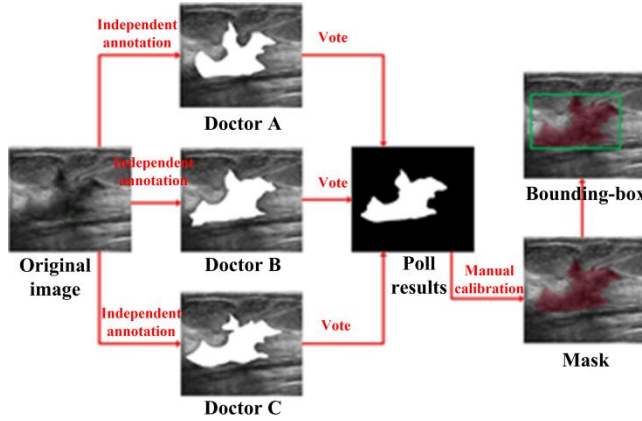 Independent
annotation
Vote
Doctor A
Independent
annotation
Vote
Original
image
Doctor B
Poll
results
Bounding-box
Manual
calibration
Independent
annotation
Vote
Mask
Doctor C